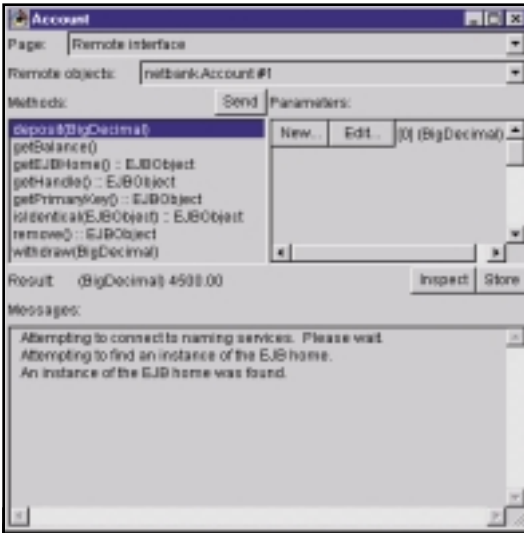 Account
Page: Remote interface
Remote objects: netbank.Account #1
Methods: Send Parameters:
deposit(BigDecimal)
getBalance()
getEJBHome() :: EJBObject
getHandle() :: EJBObject
getPrimaryKey() :: EJBObject
isIdentical(EJBObject) :: EJBObject
remove() :: EJBObject
withdraw(BigDecimal)
New... Edit... [0] (BigDecimal)
Result: (BigDecimal) 4500.00 Inspect Store
Messages:
Attempting to connect to naming services. Please wait.
Attempting to find an instance of the EJB home.
An instance of the EJB home was found.